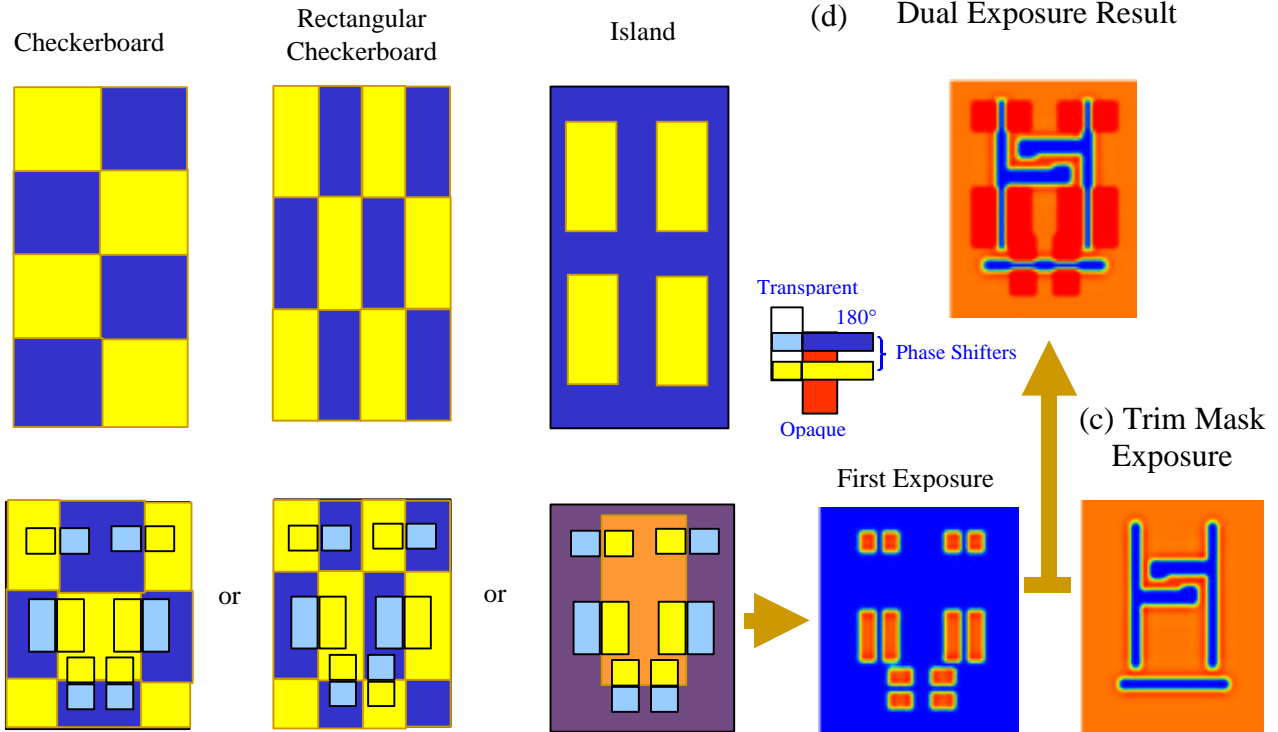 Checkerboard
Rectangular
Checkerboard
Island
(d) Dual Exposure Result
Transparent
180°
Phase Shifters
Opaque
(c) Trim Mask
Exposure
First Exposure
or
or